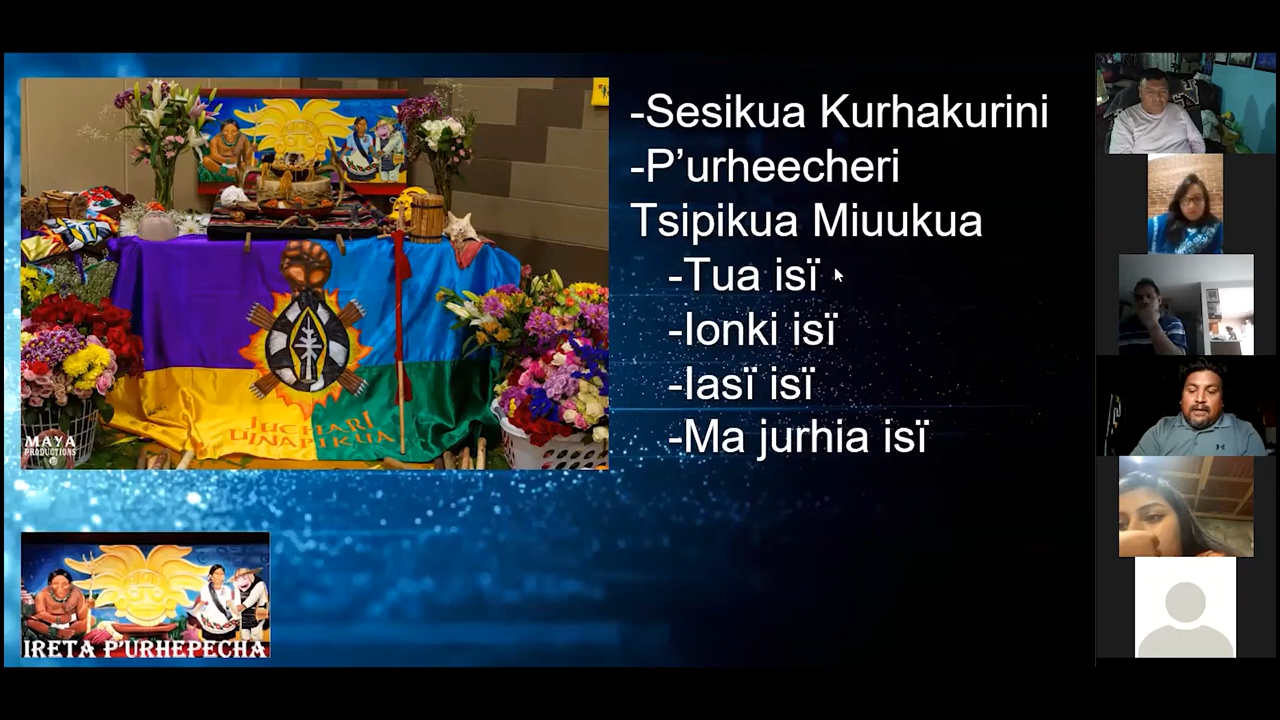 -Sesikua Kurhakurini
-P’urheecheri
Tsipikua Miuukua
-Tua isï
-Ionki isï
-Iasï isï
-Ma jurhia isï
JUCHARI
UINAPIKUA
MAYA
PRODUCTIONS
IRETA P'URHEPECHA